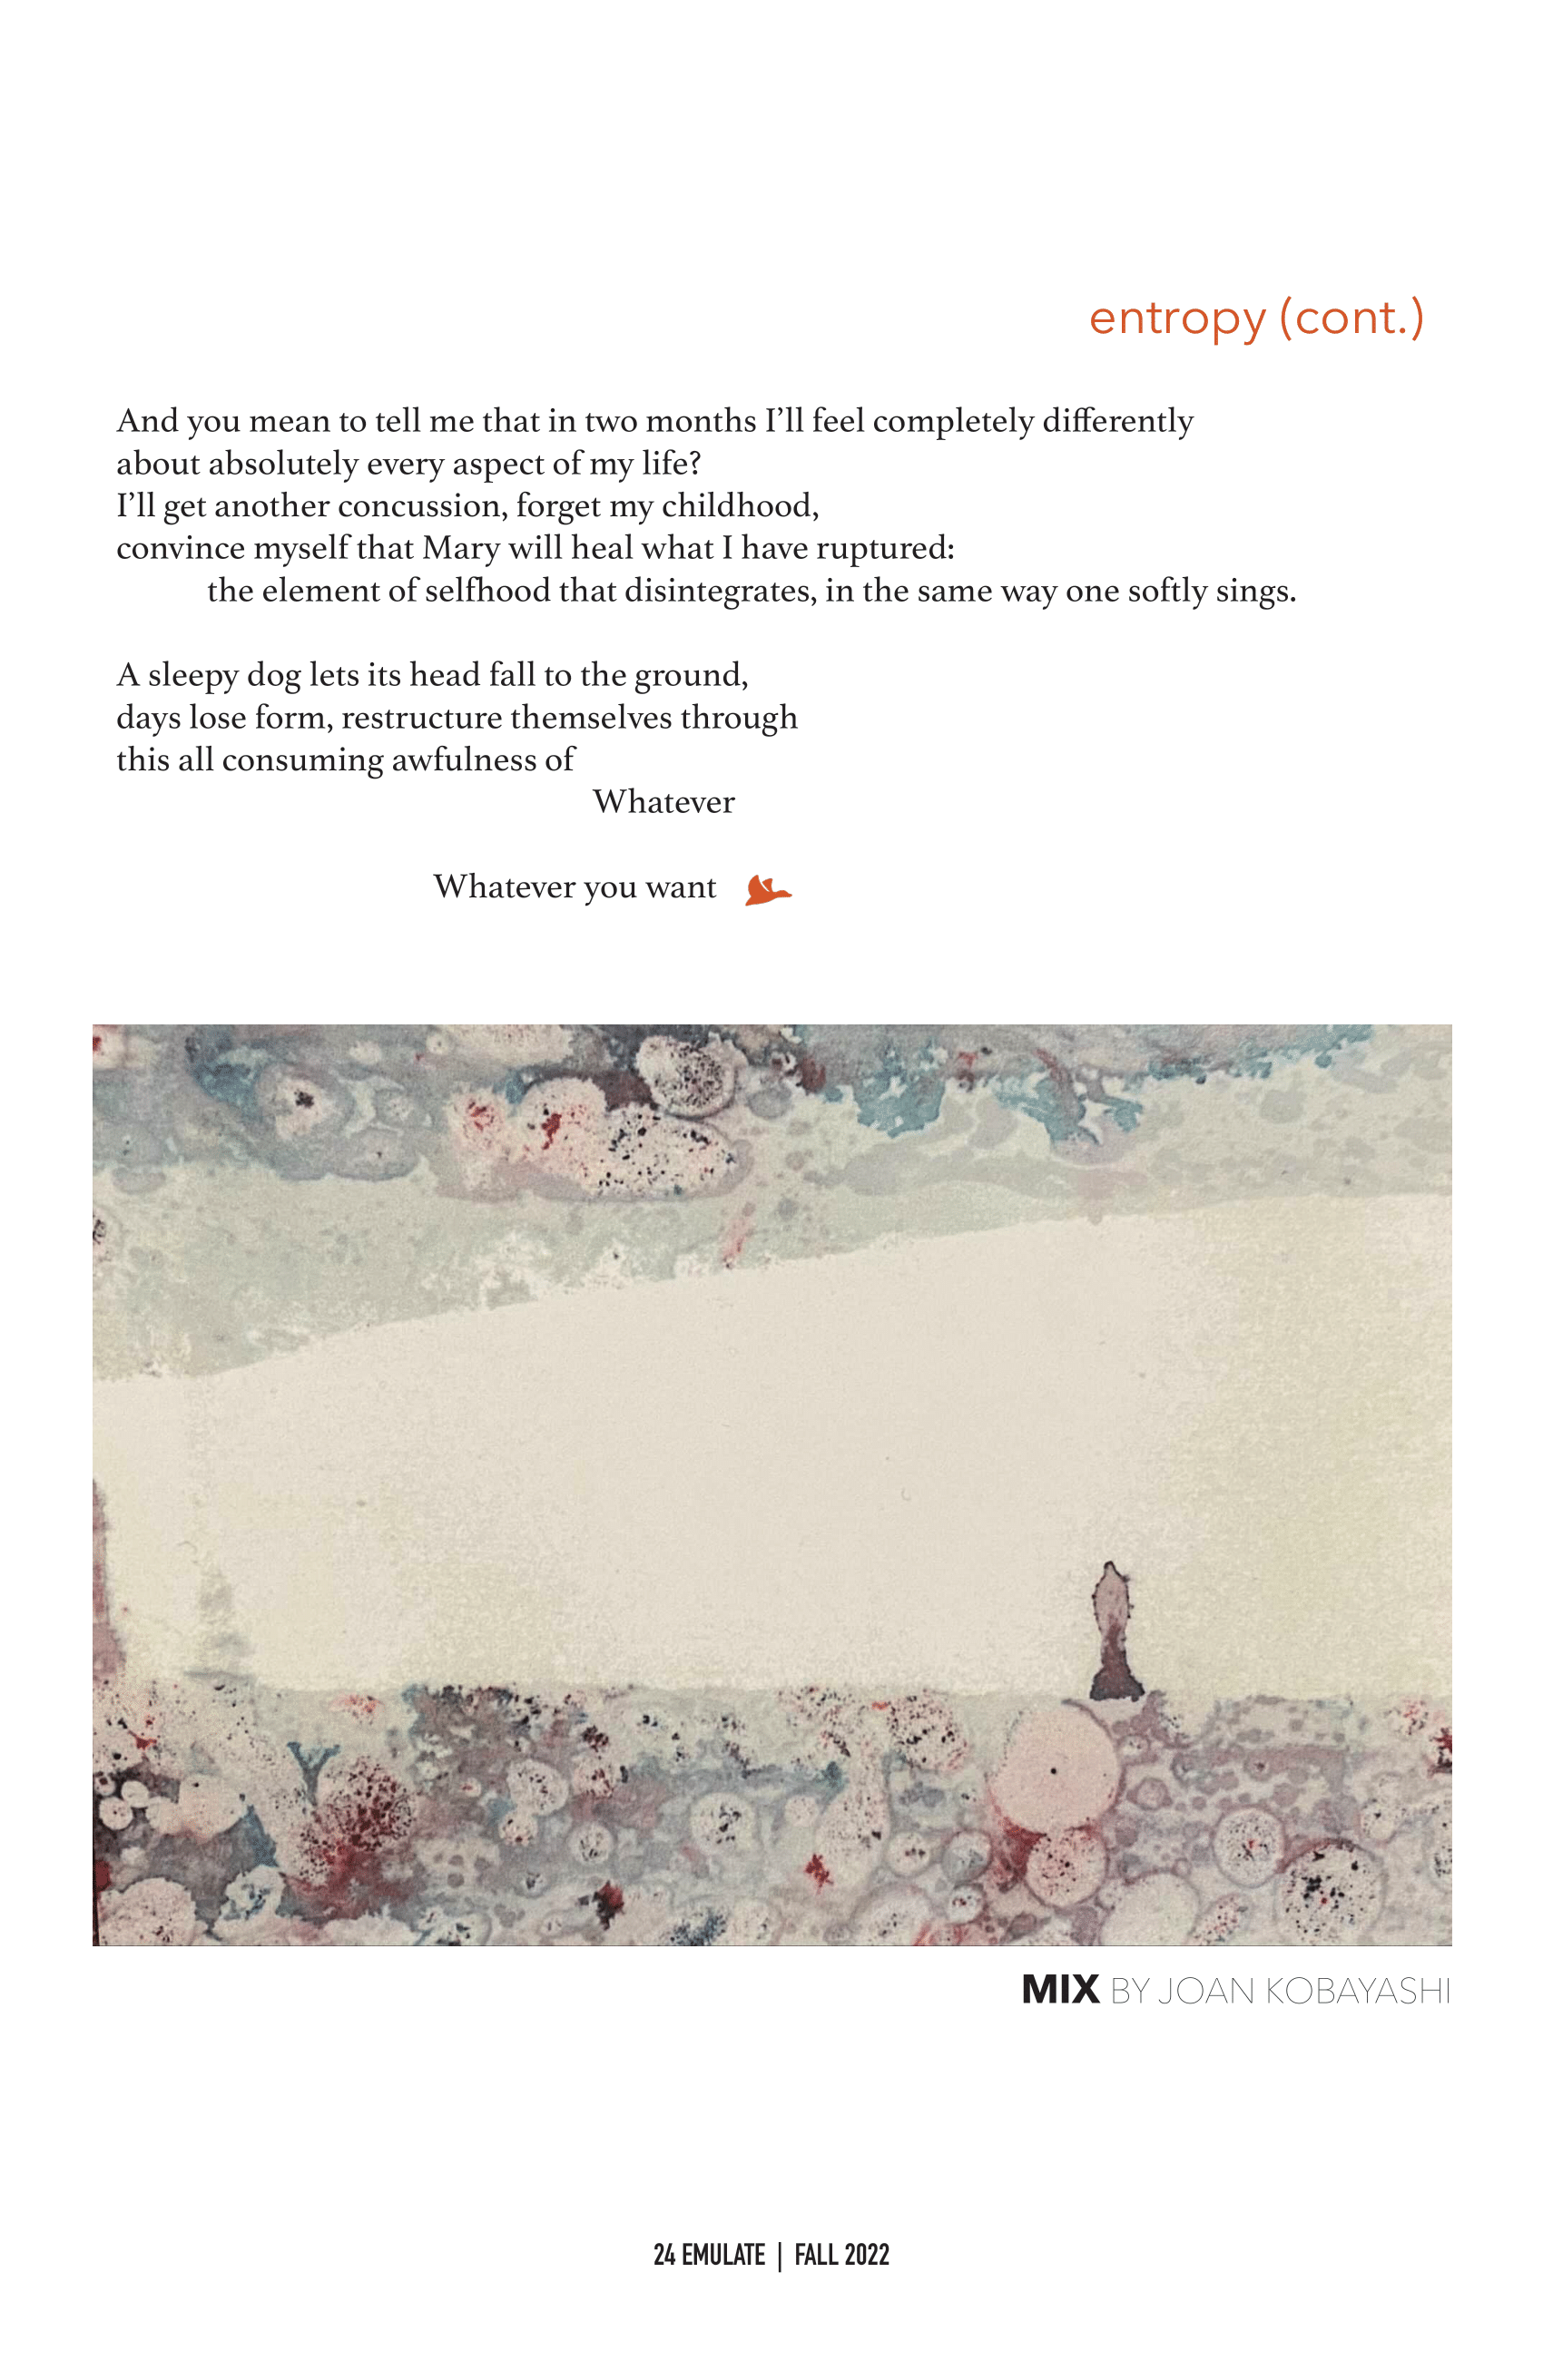 entropy (cont.)
And you mean to tell me that in two months I’ll feel completely differently
about absolutely every aspect of my life?
I’ll get another concussion, forget my childhood,
convince myself that Mary will heal what I have ruptured:
the element of selfhood that disintegrates, in the same way one softly sings.
A sleepy dog lets its head fall to the ground,
days lose form, restructure themselves through
this all consuming awfulness of
Whatever
Whatever you want
MIX BY JOAN KOBAYASHI
24 EMULATE | FALL 2022